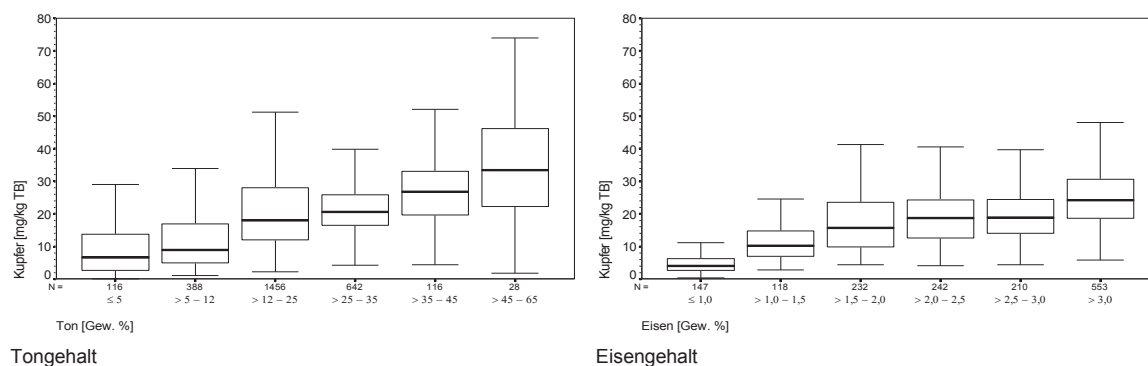 80
70
60
50
40
30
20
10
0
Kupfer [mg/kg TB]
N = 116 388 1456 642 116 28
≤ 5 > 5 – 12 > 12 – 25 > 25 – 35 > 35 – 45 > 45 – 65
Ton [Gew. %]
Tongehalt
80
70
60
50
40
30
20
10
0
Kupfer [mg/kg TB]
N = 147 118 232 242 210 553
≤ 1,0 > 1,0 – 1,5 > 1,5 – 2,0 > 2,0 – 2,5 > 2,5 – 3,0 > 3,0
Eisen [Gew. %]
Eisengehalt